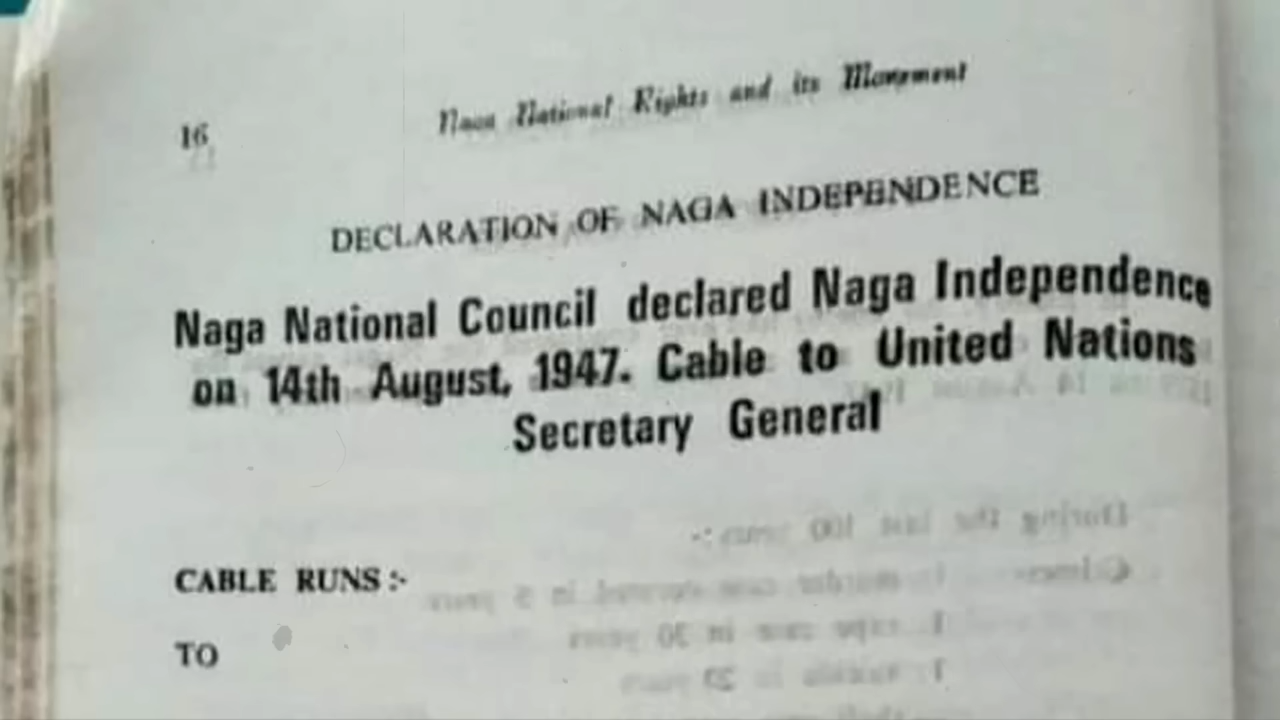 16
Naga National Rights and its Movement
DECLARATION OF NAGA INDEPENDENCE
Naga National Council declared Naga Independence
on 14th August, 1947. Cable to United Nations
Secretary General
CABLE RUNS :-
TO